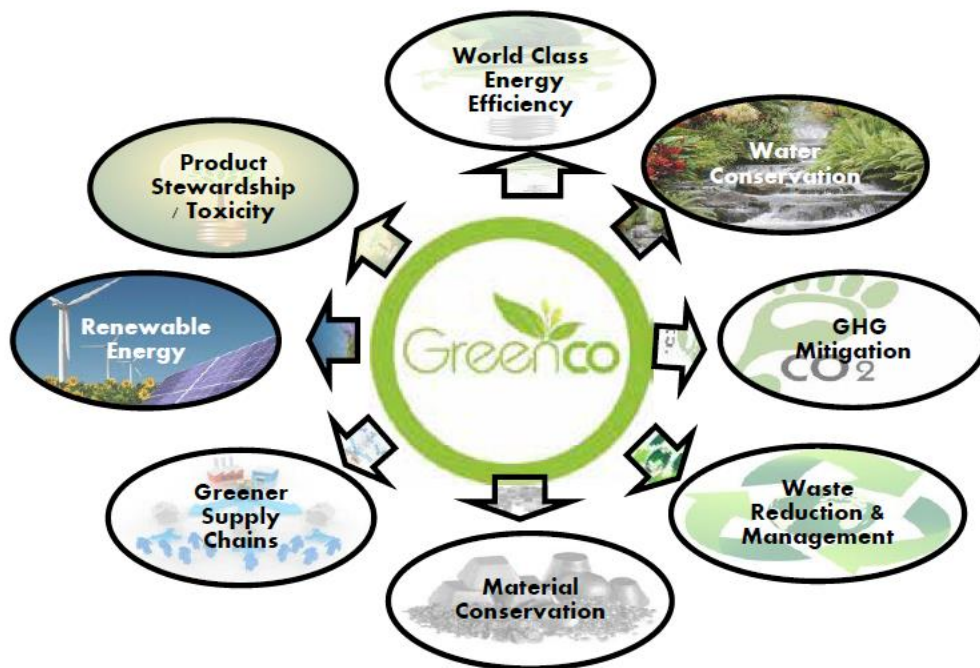 World Class
Energy
Efficiency
Water
Conservation
GHG
Mitigation
CO2
Waste
Reduction &
Management
Material
Conservation
Greener
Supply
Chains
Renewable
Energy
Product
Stewardship
/ Toxicity
Greenco